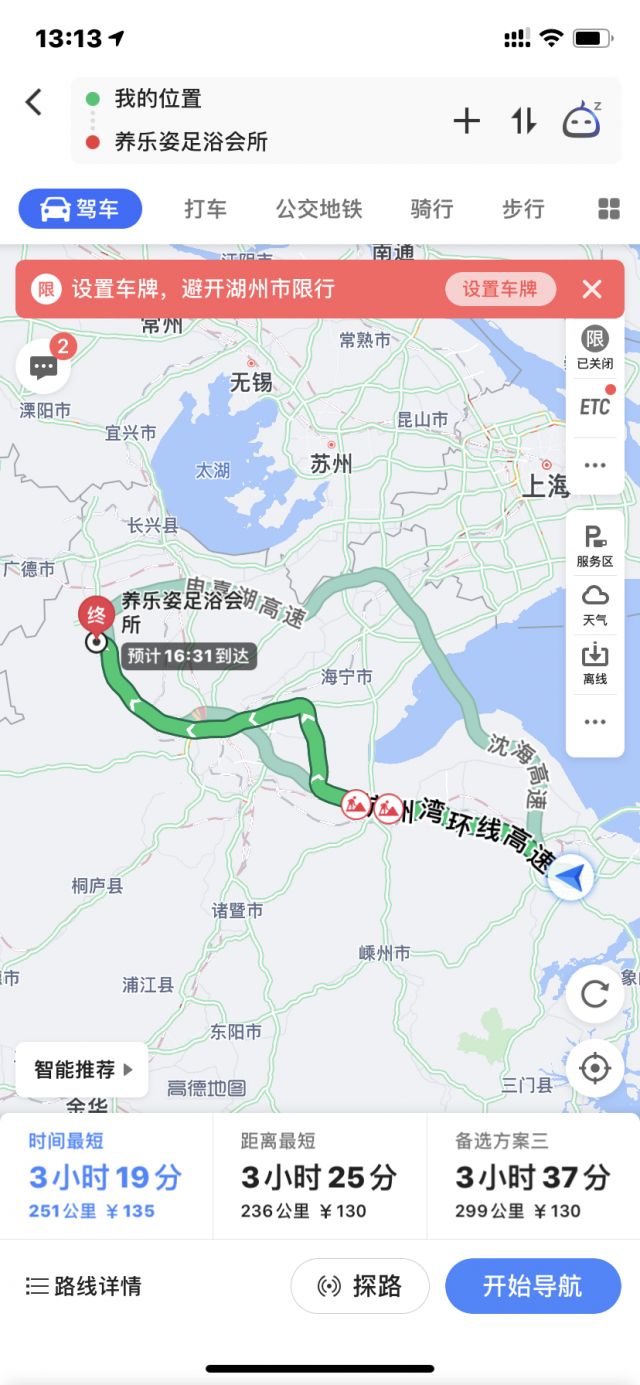 13:13
我的位置
养乐姿足浴会所
z
驾车
打车
公交地铁
骑行
步行
南通
江阴市
限 设置车牌，避开湖州市限行
设置车牌
常州
2
常熟市
限
已关闭
无锡
溧阳市
ETC
宜兴市
昆山市
太湖
苏州
上海
长兴县
服务区
广德市
申嘉湖高速
养乐姿足浴会
所
终
天气
预计16:31到达
海宁市
离线
沈海高速
州湾环线高速
桐庐县
诸暨市
嵊州市
浦江县
东阳市
智能推荐
高德地图
三门县
金华
时间最短
3小时19分
251公里 ￥135
距离最短
3小时25分
236公里 ￥130
备选方案三
3小时37分
299公里 ￥130
路线详情
探路
开始导航